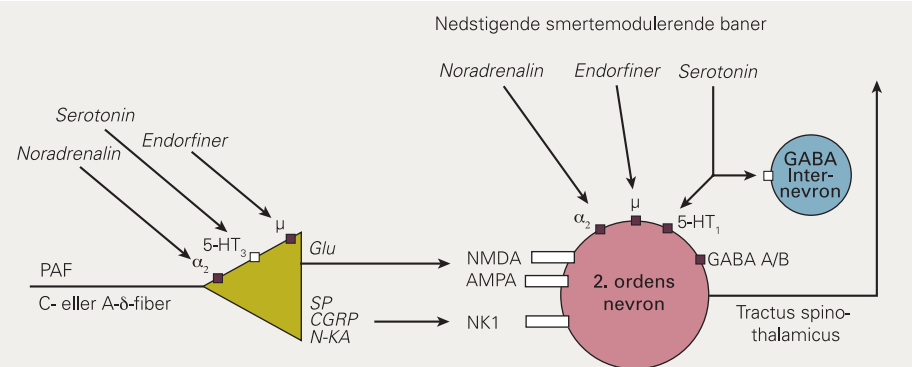 Nedstigende smertemodulerende baner
Noradrenalin
Endorfiner
Serotonin
Serotonin
Endorfiner
Noradrenalin
GABA
Inter-
nevron
μ
α2
5-HT1
μ
5-HT3
α2
Glu
NMDA
AMPA
GABA A/B
PAF
C- eller A-δ-fiber
2. ordens
nevron
SP
CGRP
N-KA
NK1
Tractus spino-
thalamicus